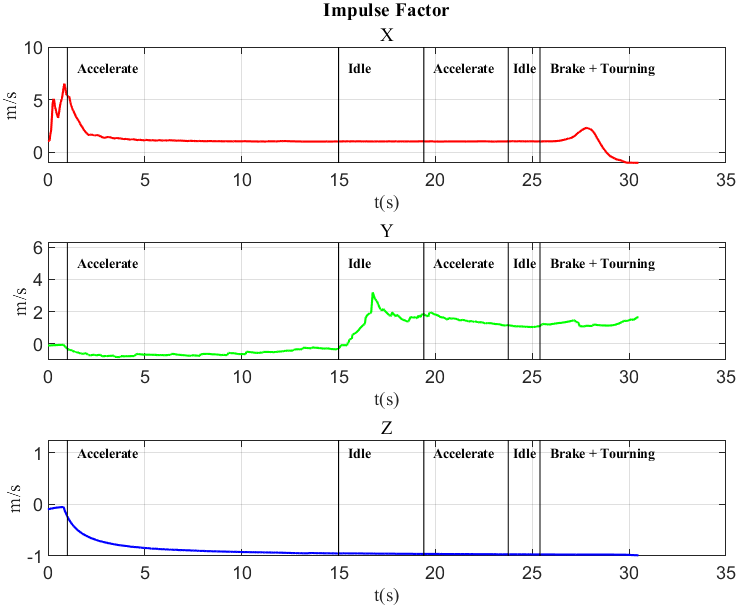 Impulse Factor
X
10
5
0
m/s
Accelerate Idle Accelerate Idle Brake + Tourning
0 5 10 15 20 25 30 35
t(s)
Y
6
4
2
0
m/s
Accelerate Idle Accelerate Idle Brake + Tourning
0 5 10 15 20 25 30 35
t(s)
Z
1
0
-1
m/s
Accelerate Idle Accelerate Idle Brake + Tourning
0 5 10 15 20 25 30 35
t(s)